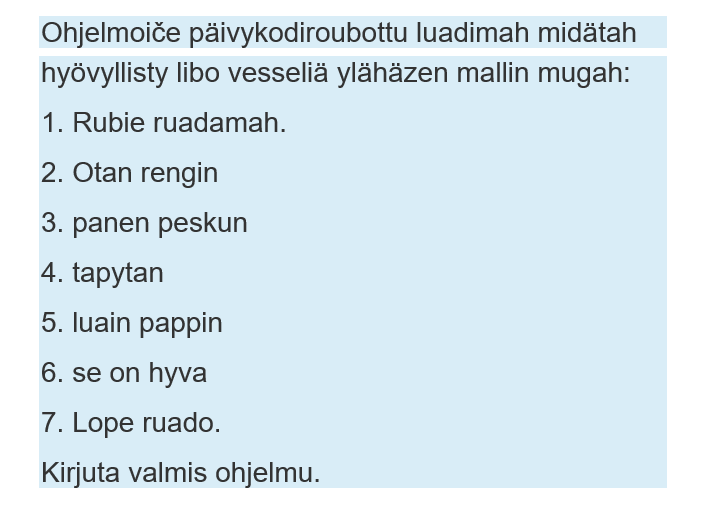 Ohjelmoiče päivykodiroubottu luadimah midätah
hyövyllisty libo vesseliä ylähäzen mallin mugah:
1. Rubie ruadamah.
2. Otan rengin
3. panen peskun
4. tapytan
5. luain pappin
6. se on hyva
7. Lope ruado.
Kirjuta valmis ohjelmu.